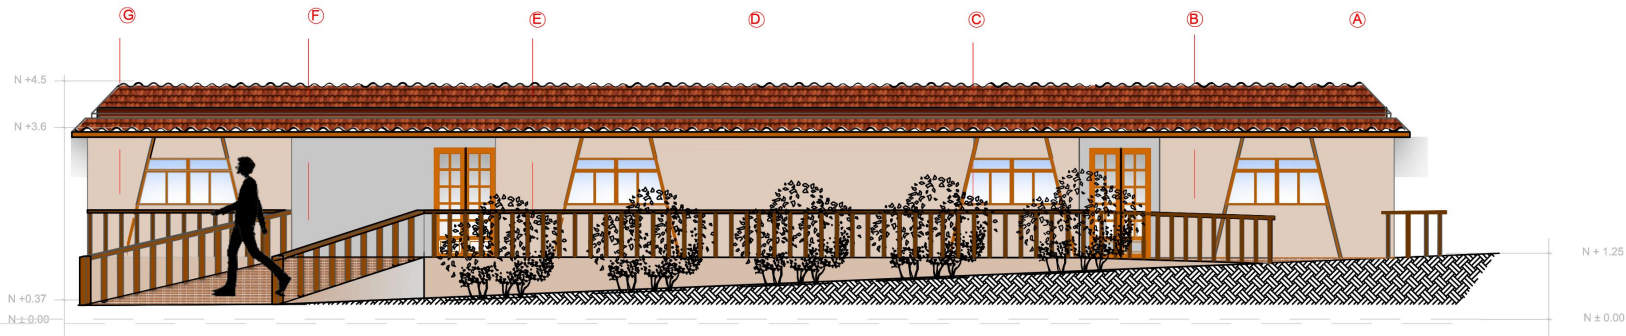 G F E D C B A
N +4.5
N +3.6
N + 1.25
N +0.37
N ± 0.00
N ± 0.00